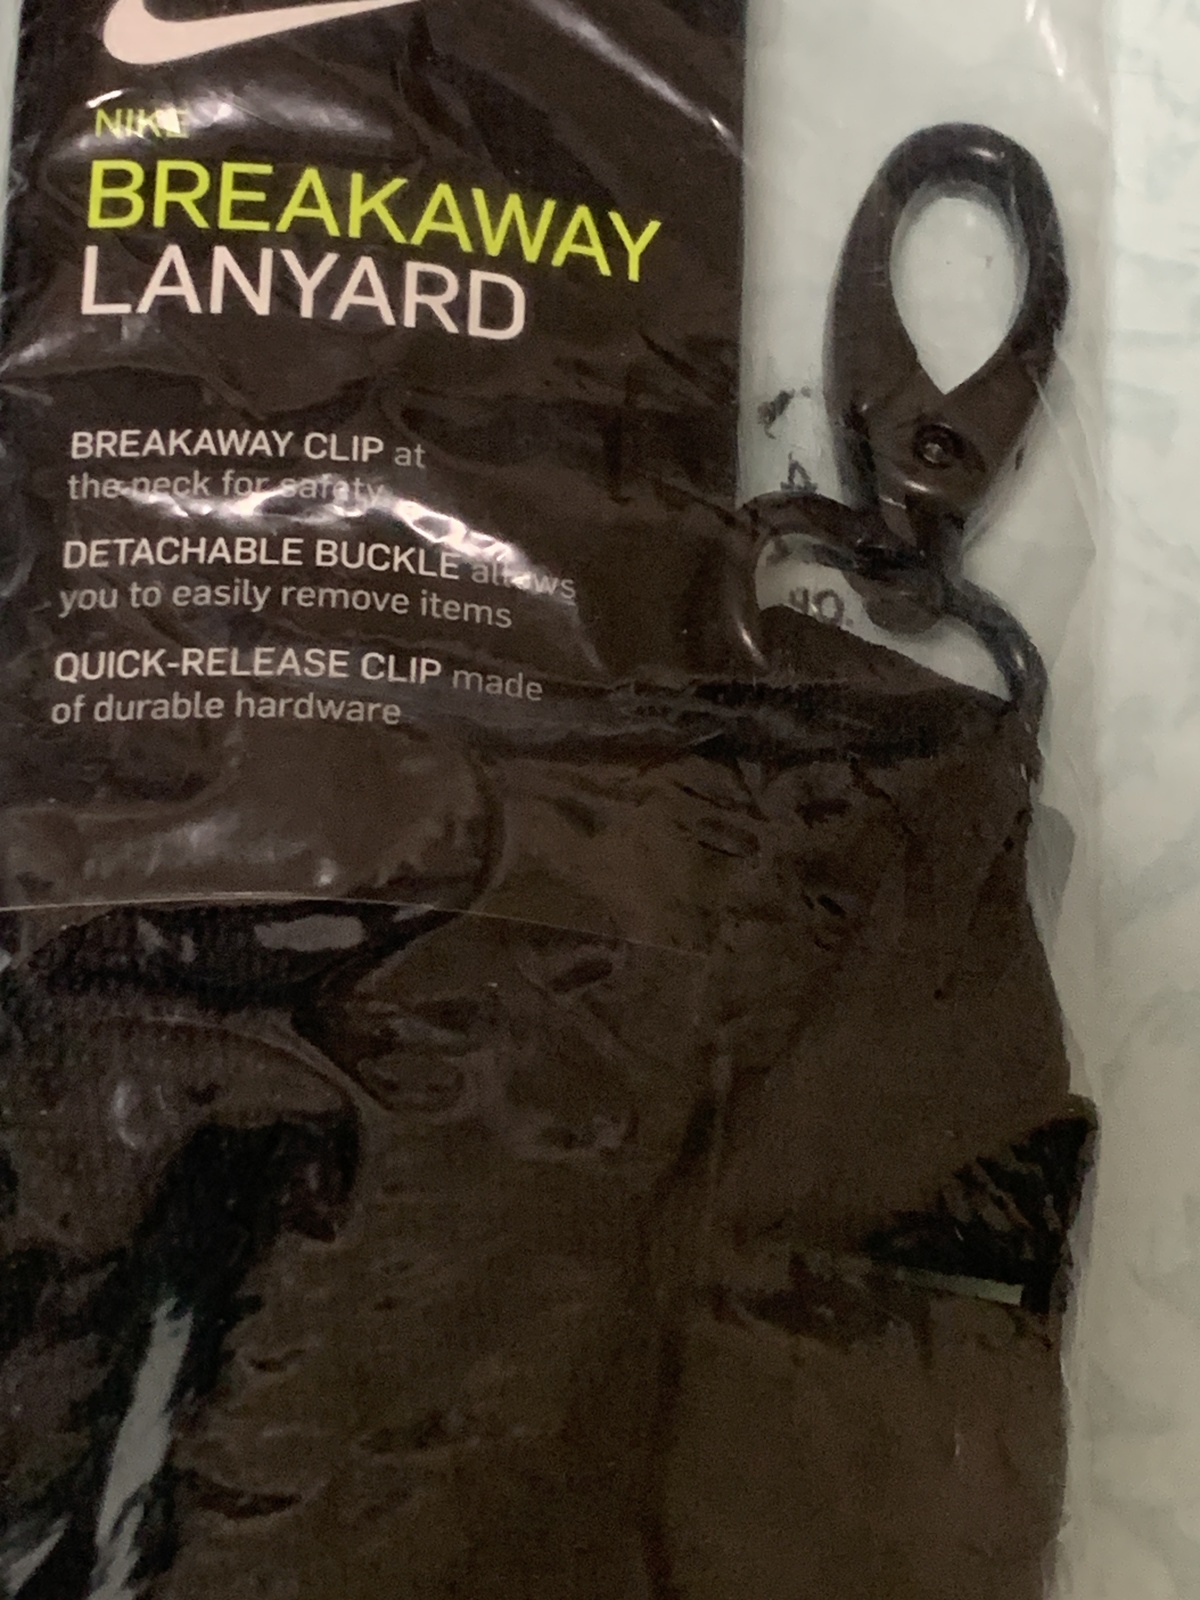 NIKE
BREAKAWAY
LANYARD
BREAKAWAY CLIP at
the neck for safety
DETACHABLE BUCKLE allows
you to easily remove items
QUICK-RELEASE CLIP made
of durable hardware